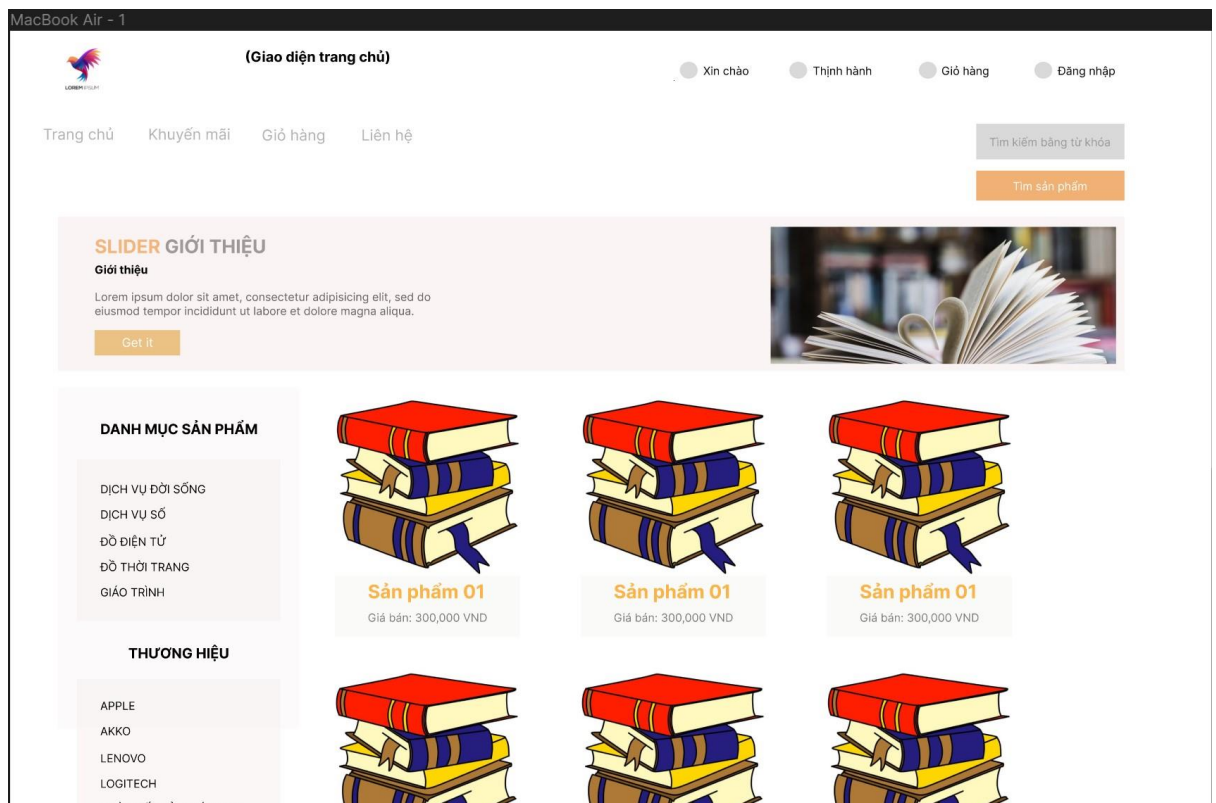 MacBook Air - 1
(Giao diện trang chủ)
LOREM IPSUM
Xin chào
Thịnh hành
Giỏ hàng
Đăng nhập
Trang chủ
Khuyến mãi
Giỏ hàng
Liên hệ
Tìm kiếm bằng từ khóa
Tìm sản phẩm
SLIDER GIỚI THIỆU
Giới thiệu
Lorem ipsum dolor sit amet, consectetur adipisicing elit, sed do
eiusmod tempor incididunt ut labore et dolore magna aliqua.
Get it
DANH MỤC SẢN PHẨM
DỊCH VỤ ĐỜI SỐNG
DỊCH VỤ SỐ
ĐỒ ĐIỆN TỬ
ĐỒ THỜI TRANG
GIÁO TRÌNH
Sản phẩm 01
Giá bán: 300,000 VND
Sản phẩm 01
Giá bán: 300,000 VND
Sản phẩm 01
Giá bán: 300,000 VND
THƯƠNG HIỆU
APPLE
AKKO
LENOVO
LOGITECH